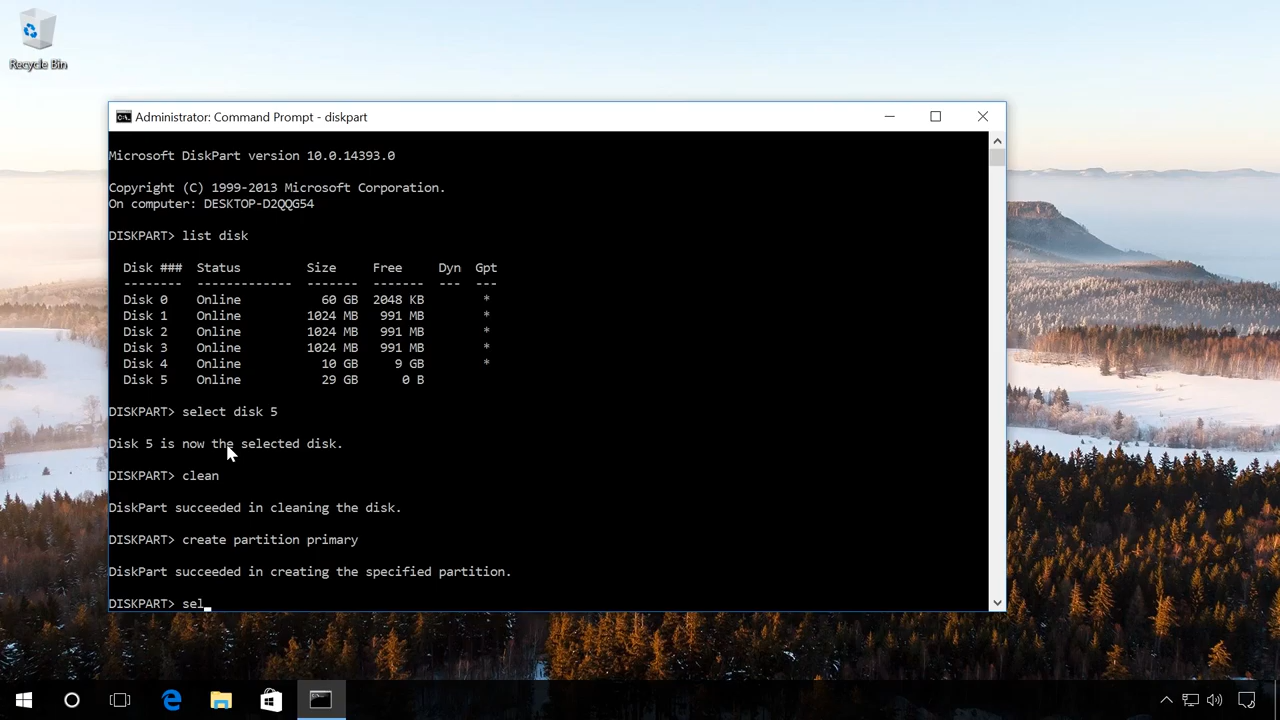 Recycle Bin
Administrator: Command Prompt - diskpart
Microsoft DiskPart version 10.0.14393.0
Copyright (C) 1999-2013 Microsoft Corporation.
On computer: DESKTOP-D2QQG54
DISKPART> list disk
Disk ### Status Size Free Dyn Gpt
-------- ------------- ------- ------- --- ---
Disk 0 Online 60 GB 2048 KB *
Disk 1 Online 1024 MB 991 MB *
Disk 2 Online 1024 MB 991 MB *
Disk 3 Online 1024 MB 991 MB *
Disk 4 Online 10 GB 9 GB *
Disk 5 Online 29 GB 0 B
DISKPART> select disk 5
Disk 5 is now the selected disk.
DISKPART> clean
DiskPart succeeded in cleaning the disk.
DISKPART> create partition primary
DiskPart succeeded in creating the specified partition.
DISKPART> sel_